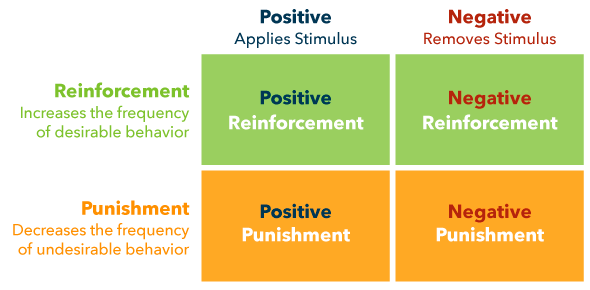 Positive
Applies Stimulus
Negative
Removes Stimulus
Reinforcement
Increases the frequency
of desirable behavior
Positive
Reinforcement
Negative
Reinforcement
Punishment
Decreases the frequency
of undesirable behavior
Positive
Punishment
Negative
Punishment